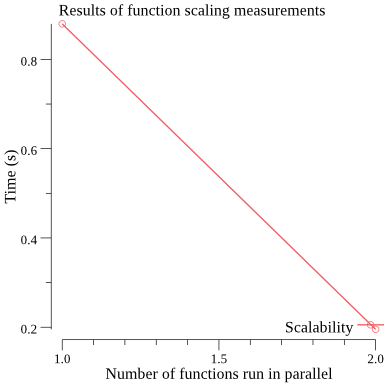 Results of function scaling measurements
0.8
0.6
0.4
0.2
Time (s)
Scalability
1.0 1.5 2.0
Number of functions run in parallel